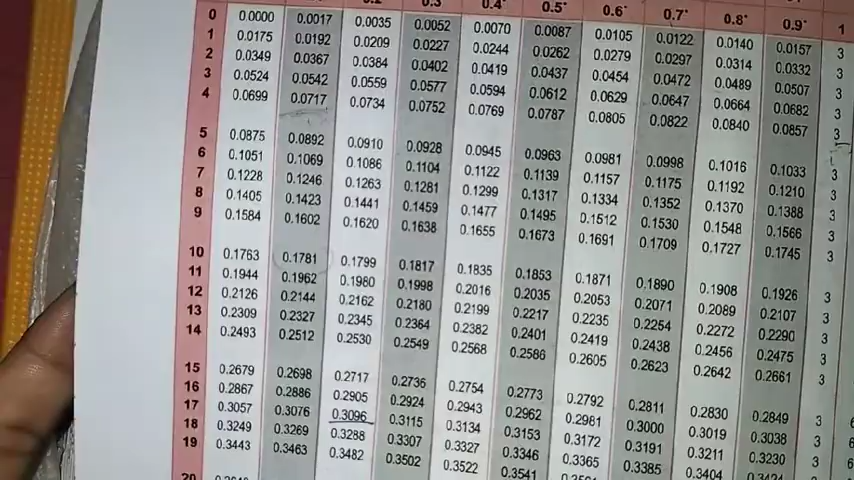 0.4° 0.5° 0.6° 0.7° 0.8° 0.9° 1
0 0.0000 0.0017 0.0035 0.0052 0.0070 0.0087 0.0105 0.0122 0.0140 0.0157 3
1 0.0175 0.0192 0.0209 0.0227 0.0244 0.0262 0.0279 0.0297 0.0314 0.0332 3
2 0.0349 0.0367 0.0384 0.0402 0.0419 0.0437 0.0454 0.0472 0.0489 0.0507 3
3 0.0524 0.0542 0.0559 0.0577 0.0594 0.0612 0.0629 0.0647 0.0664 0.0682 3
4 0.0699 0.0717 0.0734 0.0752 0.0769 0.0787 0.0805 0.0822 0.0840 0.0857 3
5 0.0875 0.0892 0.0910 0.0928 0.0945 0.0963 0.0981 0.0998 0.1016 0.1033
6 0.1051 0.1069 0.1086 0.1104 0.1122 0.1139 0.1157 0.1175 0.1192 0.1210 3
7 0.1228 0.1246 0.1263 0.1281 0.1299 0.1317 0.1334 0.1352 0.1370 0.1388 3
8 0.1405 0.1423 0.1441 0.1459 0.1477 0.1495 0.1512 0.1530 0.1548 0.1566 3
9 0.1584 0.1602 0.1620 0.1638 0.1655 0.1673 0.1691 0.1709 0.1727 0.1745 3
10 0.1763 0.1781 0.1799 0.1817 0.1835 0.1853 0.1871 0.1890 0.1908 0.1926 3
11 0.1944 0.1962 0.1980 0.1998 0.2016 0.2035 0.2053 0.2071 0.2089 0.2107 3
12 0.2126 0.2144 0.2162 0.2180 0.2199 0.2217 0.2235 0.2254 0.2272 0.2290 3
13 0.2309 0.2327 0.2345 0.2364 0.2382 0.2401 0.2419 0.2438 0.2456 0.2475 3
14 0.2493 0.2512 0.2530 0.2549 0.2568 0.2586 0.2605 0.2623 0.2642 0.2661 3
15 0.2679 0.2698 0.2717 0.2736 0.2754 0.2773 0.2792 0.2811 0.2830 0.2849 3
16 0.2867 0.2886 0.2905 0.2924 0.2943 0.2962 0.2981 0.3000 0.3019 0.3038 3
17 0.3057 0.3076 0.3096 0.3115 0.3134 0.3153 0.3172 0.3191 0.3211 0.3230 3
18 0.3249 0.3269 0.3288 0.3307 0.3327 0.3346 0.3365 0.3385 0.3404 0.3424 3
19 0.3443 0.3463 0.3482 0.3502 0.3522 0.3541
20